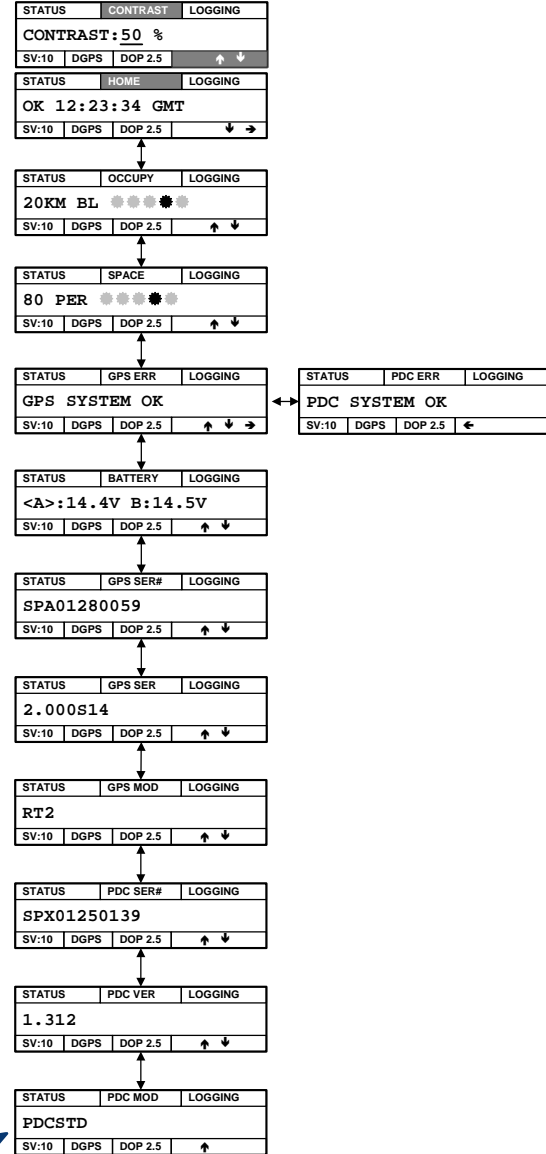 STATUS CONTRAST LOGGING
CONTRAST:50 %
SV:10 DGPS DOP 2.5
STATUS HOME LOGGING
OK 12:23:34 GMT
SV:10 DGPS DOP 2.5
STATUS OCCUPY LOGGING
20KM BL
SV:10 DGPS DOP 2.5
STATUS SPACE LOGGING
80 PER
SV:10 DGPS DOP 2.5
STATUS GPS ERR LOGGING
GPS SYSTEM OK
SV:10 DGPS DOP 2.5
STATUS PDC ERR LOGGING
PDC SYSTEM OK
SV:10 DGPS DOP 2.5
STATUS BATTERY LOGGING
<A>:14.4V B:14.5V
SV:10 DGPS DOP 2.5
STATUS GPS SER# LOGGING
SPA01280059
SV:10 DGPS DOP 2.5
STATUS GPS SER LOGGING
2.000S14
SV:10 DGPS DOP 2.5
STATUS GPS MOD LOGGING
RT2
SV:10 DGPS DOP 2.5
STATUS PDC SER# LOGGING
SPX01250139
SV:10 DGPS DOP 2.5
STATUS PDC VER LOGGING
1.312
SV:10 DGPS DOP 2.5
STATUS PDC MOD LOGGING
PDCSTD
SV:10 DGPS DOP 2.5